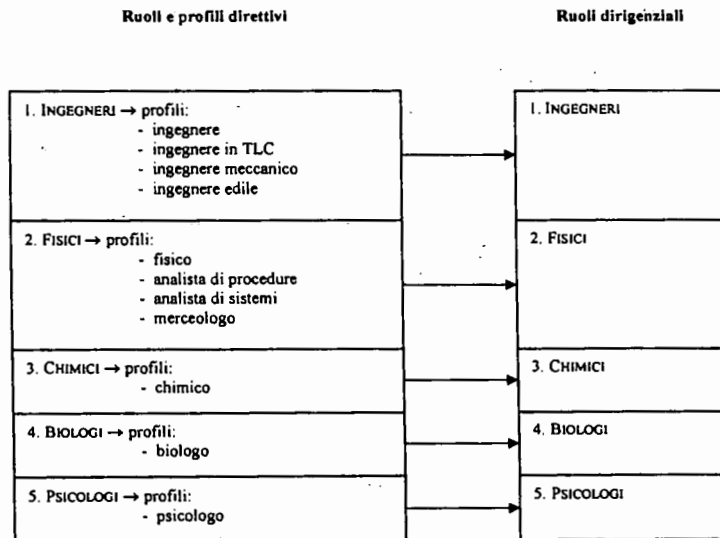 Ruoli e profili direttivi
Ruoli dirigenziali
1. INGEGNERI → profili:
- ingegnere
- ingegnere in TLC
- ingegnere meccanico
- ingegnere edile
1. INGEGNERI
2. FISICI → profili:
- fisico
- analista di procedure
- analista di sistemi
- merceologo
2. FISICI
3. CHIMICI → profili:
- chimico
3. CHIMICI
4. BIOLOGI → profili:
- biologo
4. BIOLOGI
5. PSICOLOGI → profili:
- psicologo
5. PSICOLOGI